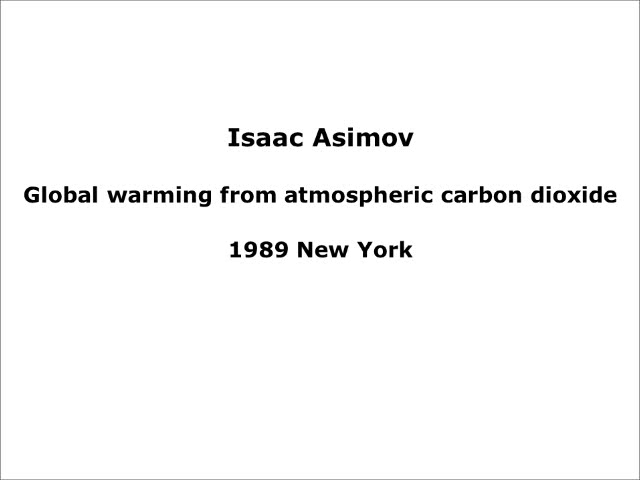 Isaac Asimov
Global warming from atmospheric carbon dioxide
1989 New York